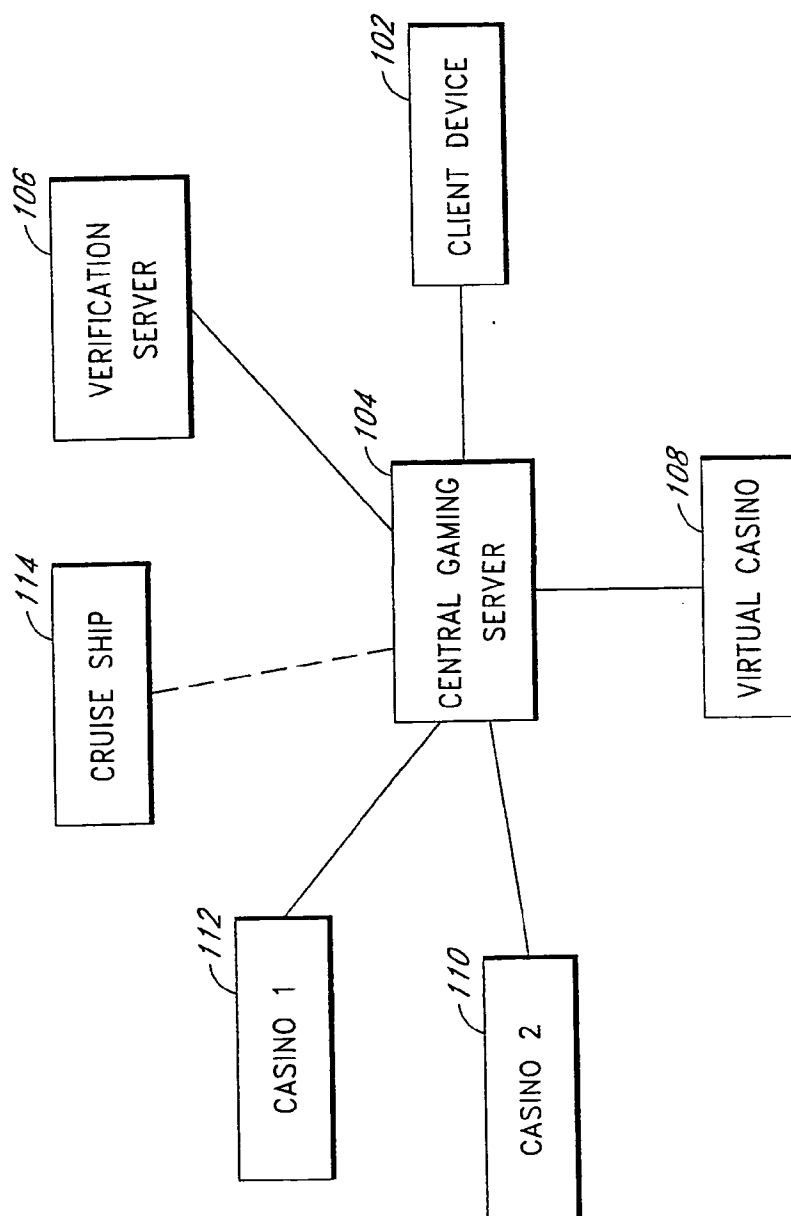 114
CRUISE SHIP
106
VERIFICATION
SERVER
112
CASINO 1
104
CENTRAL GAMING
SERVER
102
CLIENT DEVICE
110
CASINO 2
108
VIRTUAL CASINO